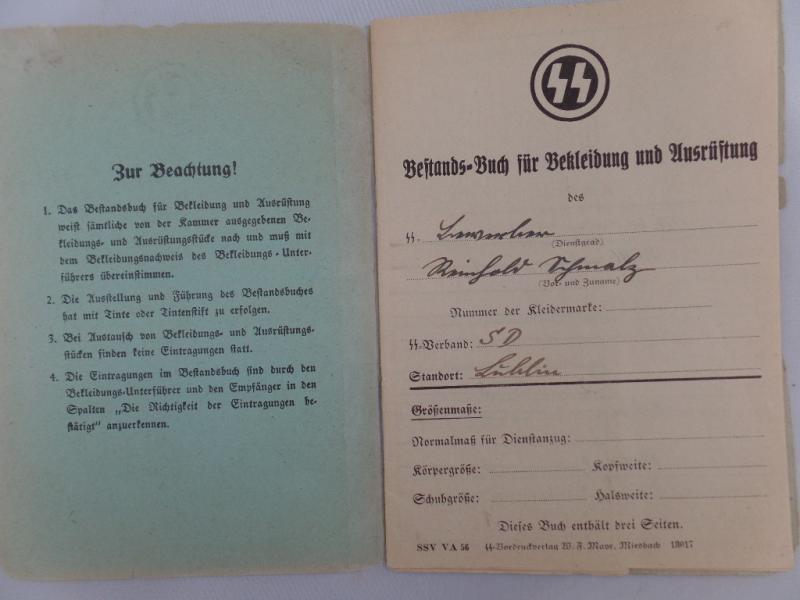 Zur Beachtung!
1. Das Bestandsbuch für Bekleidung und Ausrüstung
weist sämtliche von der Kammer ausgegebenen Be-
kleidungs- und Ausrüstungsstücke nach und muß mit
dem Bekleidungsnachweis des Bekleidungs-Unter-
führers übereinstimmen.
2. Die Ausstellung und Führung des Bestandsbuches
hat mit Tinte oder Tintenstift zu erfolgen.
3. Bei Austausch von Bekleidungs- und Ausrüstungs-
stücken finden keine Eintragungen statt.
4. Die Eintragungen im Bestandsbuch sind durch den
Bekleidungs-Unterführer und den Empfänger in den
Spalten „Die Richtigkeit der Eintragungen be-
stätigt" anzuerkennen.
SS
Bestands-Buch für Bekleidung und Ausrüstung
des
SS. Bewerber
(Dienstgrad)
Reinhold Schmalz
(Vor- und Zuname)
Nummer der Kleidermarke:
SS-Verband: SD
Standort: Lublin
Größenmaße:
Normalmaß für Dienstanzug:
Körpergröße: Kopfweite:
Schuhgröße: Halsweite:
Dieses Buch enthält drei Seiten.
SSV VA 56 SS-Vordruckverlag W. F. Mayr, Miesbach 13017